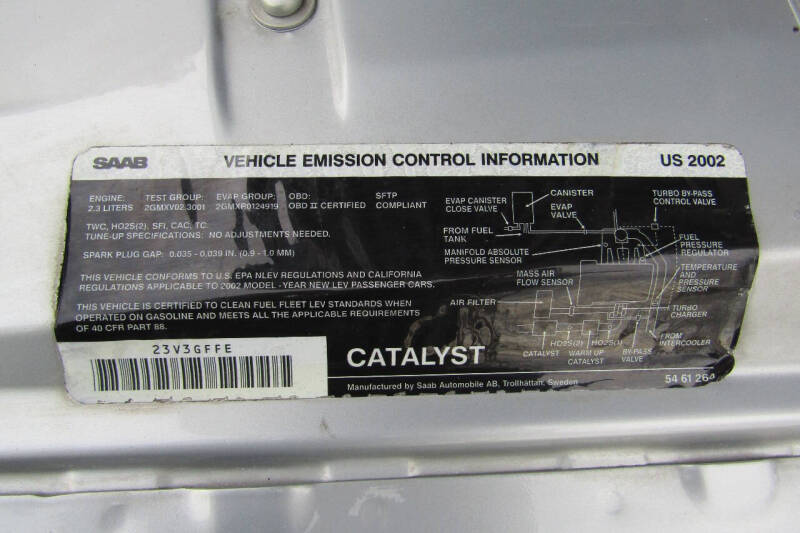 SAAB VEHICLE EMISSION CONTROL INFORMATION US 2002
ENGINE: TEST GROUP: EVAP GROUP: OBD: SFTP
2.3 LITERS 2GMXV02.3001 2GMXR0124919 OBD II CERTIFIED COMPLIANT
TWC, HO2S(2), SFI, CAC, TC.
TUNE-UP SPECIFICATIONS: NO ADJUSTMENTS NEEDED.
SPARK PLUG GAP: 0.035 - 0.039 IN. (0.9 - 1.0 MM)
THIS VEHICLE CONFORMS TO U.S. EPA NLEV REGULATIONS AND CALIFORNIA
REGULATIONS APPLICABLE TO 2002 MODEL -YEAR NEW LEV PASSENGER CARS.
THIS VEHICLE IS CERTIFIED TO CLEAN FUEL FLEET LEV STANDARDS WHEN
OPERATED ON GASOLINE AND MEETS ALL THE APPLICABLE REQUIREMENTS
OF 40 CFR PART 88.
23V3GFFE
CANISTER
TURBO BY-PASS
CONTROL VALVE
EVAP CANISTER
CLOSE VALVE
EVAP VALVE
FROM FUEL
TANK
MANIFOLD ABSOLUTE
PRESSURE SENSOR
FUEL
PRESSURE
REGULATOR
MASS AIR
FLOW SENSOR
TEMPERATURE
AND PRESSURE
SENSOR
AIR FILTER
TURBO
CHARGER
HO2S(2) HO2S(1)
FROM
INTERCOOLER
CATALYST WARM UP
CATALYST
BY-PASS
VALVE
CATALYST
Manufactured by Saab Automobile AB, Trollhättan, Sweden 54 61 264